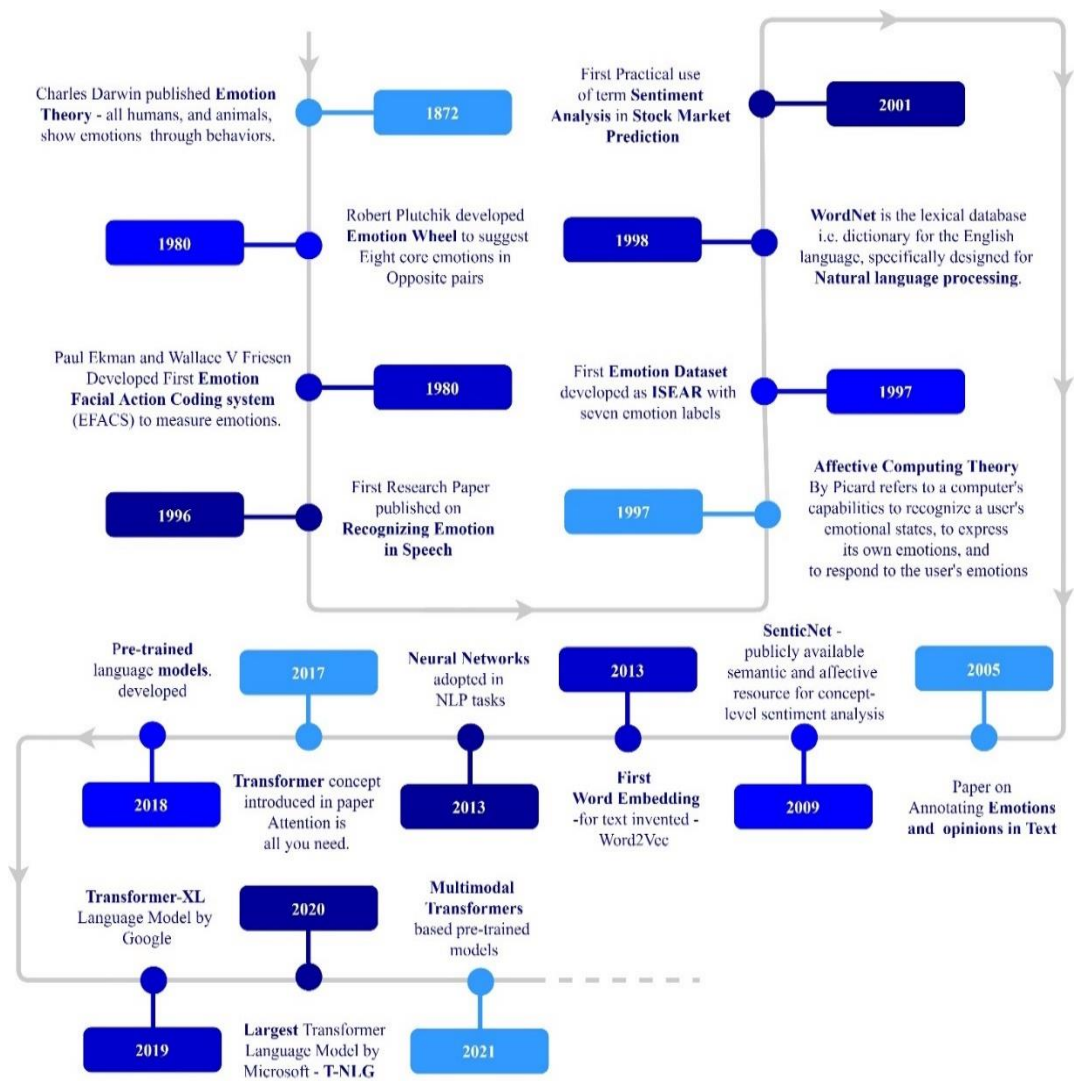 Charles Darwin published Emotion
Theory - all humans, and animals,
show emotions through behaviors.
1872
1980
Robert Plutchik developed
Emotion Wheel to suggest
Eight core emotions in
Opposite pairs
Paul Ekman and Wallace V Friesen
Developed First Emotion
Facial Action Coding system
(EFACS) to measure emotions.
1980
1996
First Research Paper
published on
Recognizing Emotion
in Speech
1997
Affective Computing Theory
By Picard refers to a computer's
capabilities to recognize a user's
emotional states, to express
its own emotions, and
to respond to the user's emotions
First Emotion Dataset
developed as ISEAR with
seven emotion labels
1997
1998
WordNet is the lexical database
i.e. dictionary for the English
language, specifically designed for
Natural language processing.
First Practical use
of term Sentiment
Analysis in Stock Market
Prediction
2001
2005
Paper on
Annotating Emotions
and opinions in Text
SenticNet -
publicly available
semantic and affective
resource for concept-
level sentiment analysis
2009
2013
First
Word Embedding
-for text invented -
Word2Vec
Neural Networks
adopted in
NLP tasks
2013
2017
Transformer concept
introduced in paper
Attention is
all you need.
Pre-trained
language models.
developed
2018
Transformer-XL
Language Model by
Google
2019
2020
Largest Transformer
Language Model by
Microsoft - T-NLG
Multimodal
Transformers
based pre-trained
models
2021